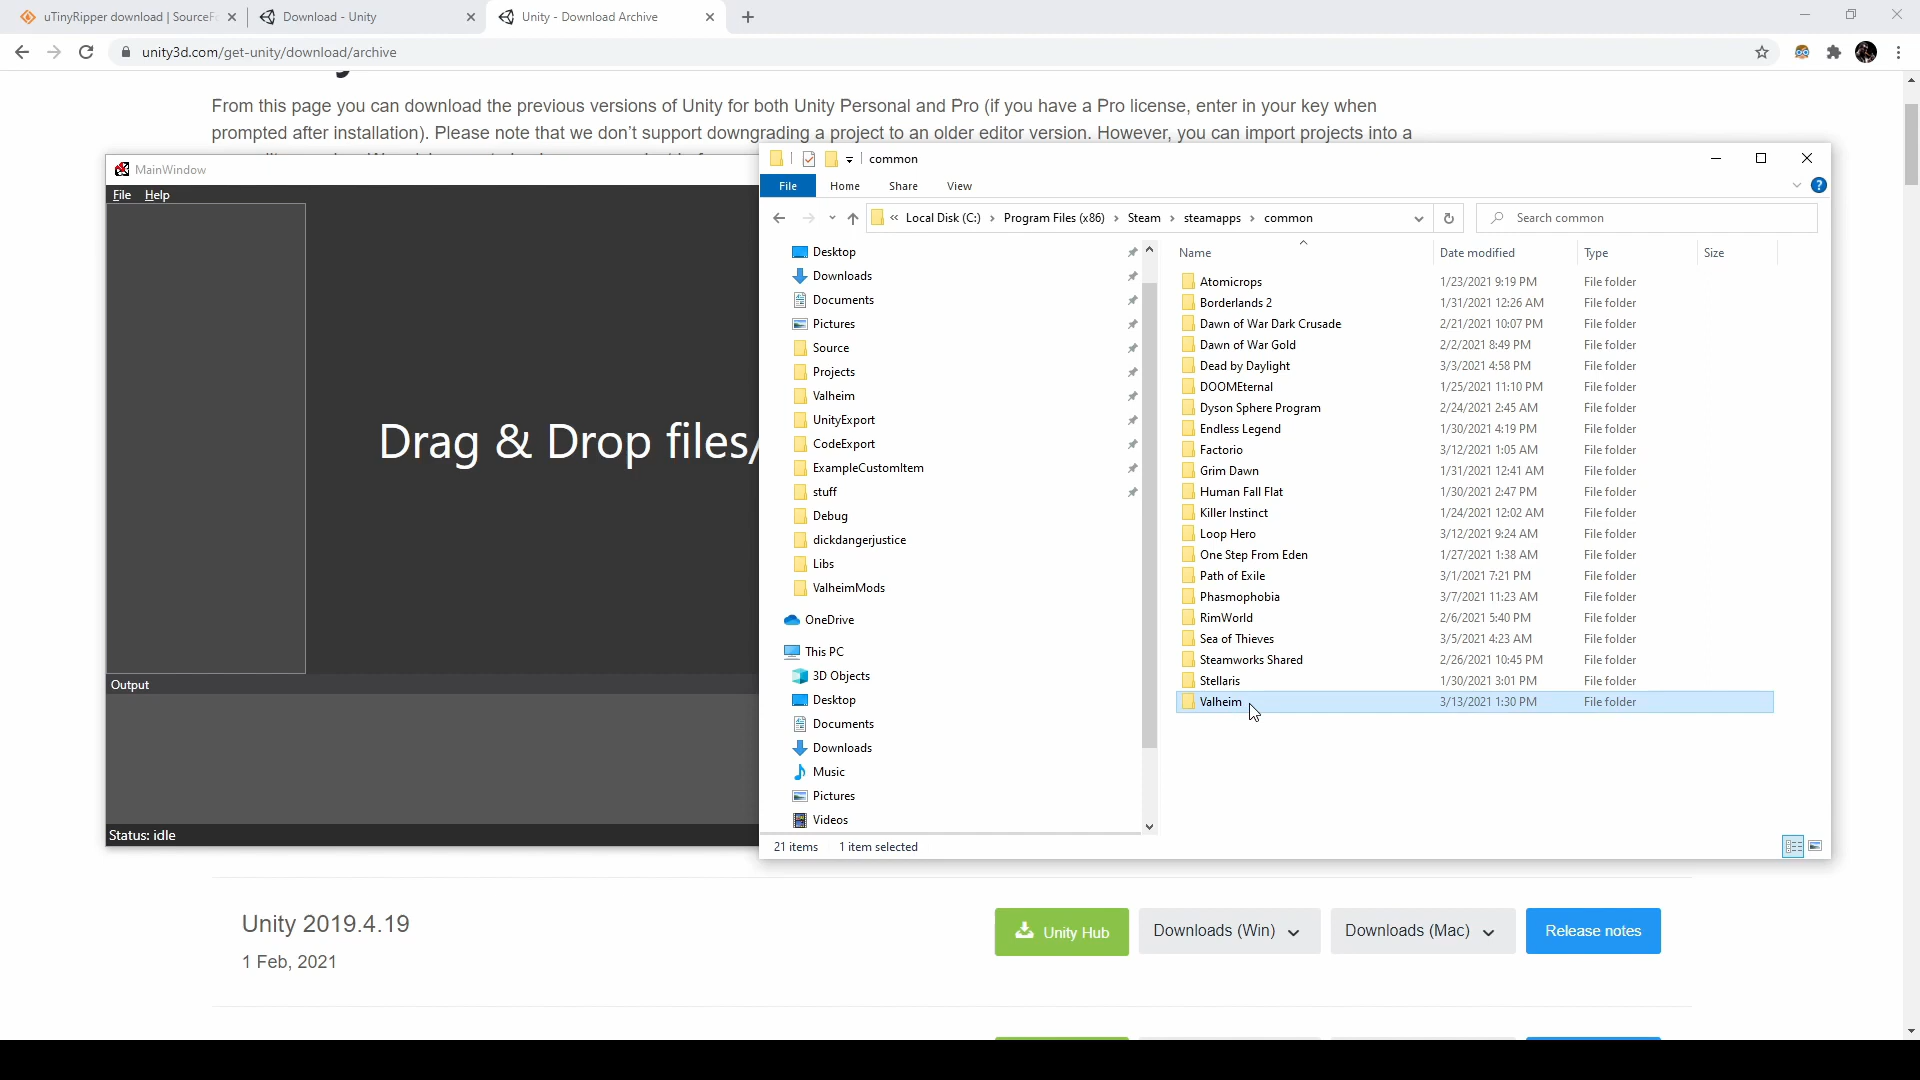 uTinyRipper download | SourceF
Download - Unity
Unity - Download Archive
unity3d.com/get-unity/download/archive
From this page you can download the previous versions of Unity for both Unity Personal and Pro (if you have a Pro license, enter in your key when
prompted after installation). Please note that we don't support downgrading a project to an older editor version. However, you can import projects into a
MainWindow
File Help
Drag & Drop files/
Output
Status: idle
common
File Home Share View
« Local Disk (C:) › Program Files (x86) › Steam › steamapps › common
Search common
Desktop
Downloads
Documents
Pictures
Source
Projects
Valheim
UnityExport
CodeExport
ExampleCustomItem
stuff
Debug
dickdangerjustice
Libs
ValheimMods
OneDrive
This PC
3D Objects
Desktop
Documents
Downloads
Music
Pictures
Videos
Name Date modified Type Size
Atomicrops 1/23/2021 9:19 PM File folder
Borderlands 2 1/31/2021 12:26 AM File folder
Dawn of War Dark Crusade 2/21/2021 10:07 PM File folder
Dawn of War Gold 2/2/2021 8:49 PM File folder
Dead by Daylight 3/3/2021 4:58 PM File folder
DOOMEternal 1/25/2021 11:10 PM File folder
Dyson Sphere Program 2/24/2021 2:45 AM File folder
Endless Legend 1/30/2021 4:19 PM File folder
Factorio 3/12/2021 1:05 AM File folder
Grim Dawn 1/31/2021 12:41 AM File folder
Human Fall Flat 1/30/2021 2:47 PM File folder
Killer Instinct 1/24/2021 12:02 AM File folder
Loop Hero 3/12/2021 9:24 AM File folder
One Step From Eden 1/27/2021 1:38 AM File folder
Path of Exile 3/1/2021 7:21 PM File folder
Phasmophobia 3/7/2021 11:23 AM File folder
RimWorld 2/6/2021 5:40 PM File folder
Sea of Thieves 3/5/2021 4:23 AM File folder
Steamworks Shared 2/26/2021 10:45 PM File folder
Stellaris 1/30/2021 3:01 PM File folder
Valheim 3/13/2021 1:30 PM File folder
21 items 1 item selected
Unity 2019.4.19
1 Feb, 2021
Unity Hub
Downloads (Win)
Downloads (Mac)
Release notes